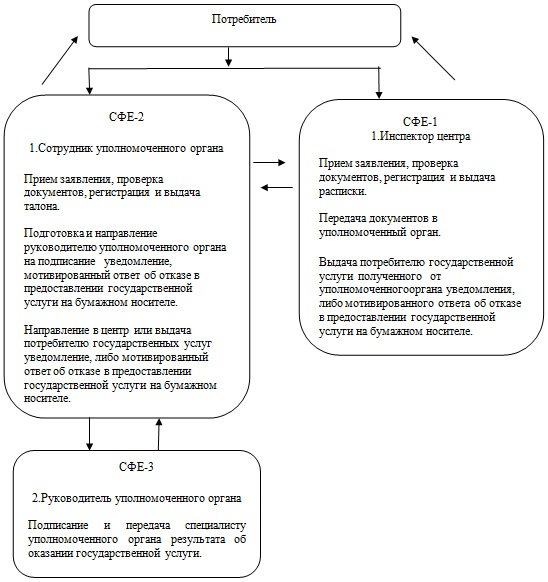 Потребитель
СФЕ-2
1.Сотрудник уполномоченного органа
Прием заявления, проверка
документов, регистрация и выдача
талона.
Подготовка и направление
руководителю уполномоченного органа
на подписание уведомление,
мотивированный ответ об отказе в
предоставлении государственной
услуги на бумажном носителе.
Направление в центр или выдача
потребителю государственных услуг
уведомление, либо мотивированный
ответ об отказе в предоставлении
государственной услуги на бумажном
носителе.
СФЕ-1
1.Инспектор центра
Прием заявления, проверка
документов, регистрация и выдача
расписки.
Передача документов в
уполномоченный орган.
Выдача потребителю государственной
услуги полученного от
уполномоченногооргана уведомления,
либо мотивированного ответа об отказе
в предоставлении государственной
услуги на бумажном носителе.
СФЕ-3
2.Руководитель уполномоченного органа
Подписание и передача специалисту
уполномоченного органа результата об
оказании государственной услуги.